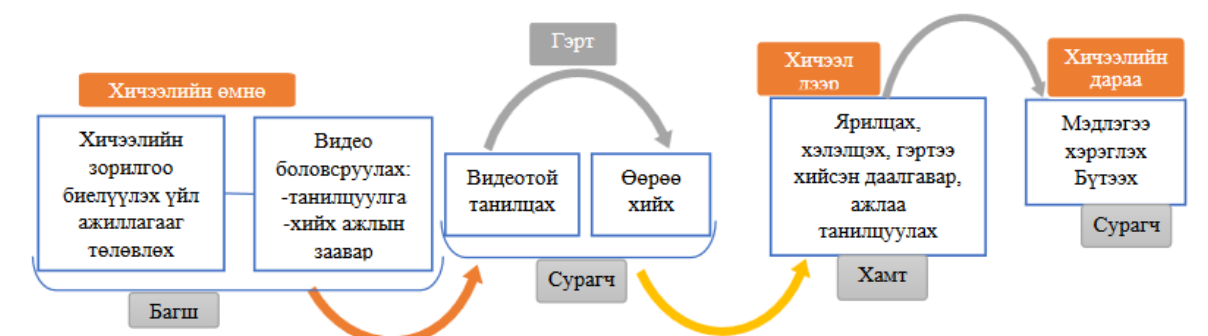 Хичээлийн өмнө
Хичээлийн
зорилгоо
биелүүлэх үйл
ажиллагааг
төлөвлөх
Видео
боловсруулах:
-танилцуулга
-хийх ажлын
заавар
Багш
Гэрт
Видеотой
танилцах
Өөрөө
хийх
Сурагч
Хичээл
дээр
Ярилцах,
хэлэлцэх, гэртээ
хийсэн даалгавар,
ажлаа
танилцуулах
Хамт
Хичээлийн
дараа
Мэдлэгээ
хэрэглэх
Бүтээх
Сурагч